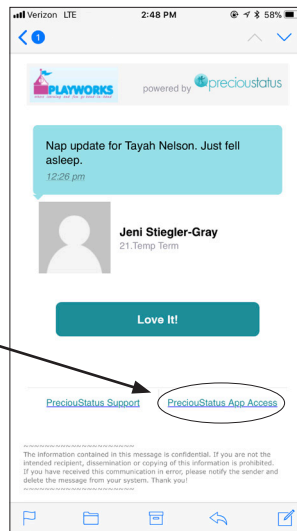 Verizon LTE 2:48 PM 58%
1
PLAYWORKS powered by precioustatus
Nap update for Tayah Nelson. Just fell
asleep.
12:26 pm
Jeni Stiegler-Gray
21.Temp Term
Love It!
PreciouStatus Support PreciouStatus App Access
~~~~~~~~~~~~~~~~~~~~~~
The information contained in this message is confidential. If you are not the
intended recipient, dissemination or copying of this information is prohibited.
If you have received this communication in error, please notify the sender and
delete the message from your system. Thank you!
~~~~~~~~~~~~~~~~~~~~~~